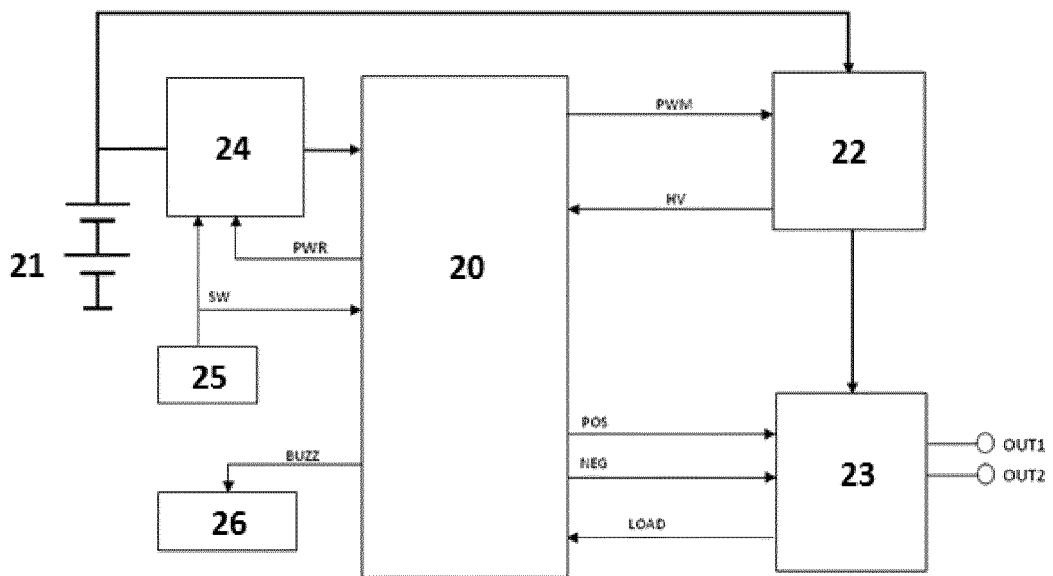 24
PWM
22
HV
PWR
21
20
SW
25
POS
OUT1
BUZZ
NEG
23
OUT2
26
LOAD